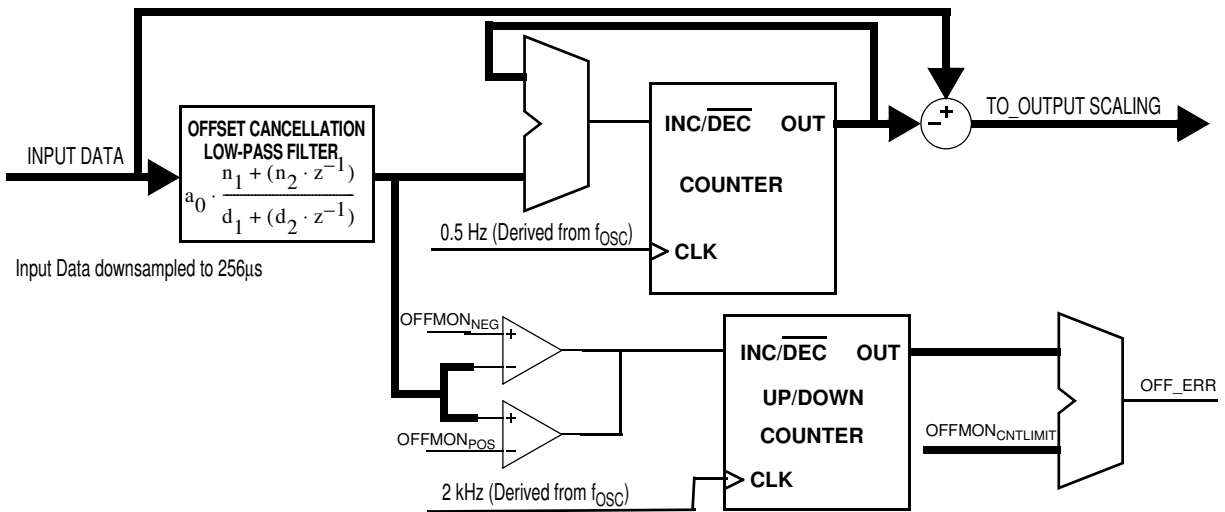 INPUT DATA
OFFSET CANCELLATION
LOW-PASS FILTER
a₀ · (n₁ + (n₂ · z⁻¹)) / (d₁ + (d₂ · z⁻¹))
Input Data downsampled to 256μs
INC/DEC OUT
COUNTER
0.5 Hz (Derived from fOSC)
CLK
− +
TO_OUTPUT SCALING
OFFMONNEG
+
−
+
−
OFFMONPOS
2 kHz (Derived from fOSC)
INC/DEC OUT
UP/DOWN
COUNTER
CLK
OFFMONCNTLIMIT
OFF_ERR